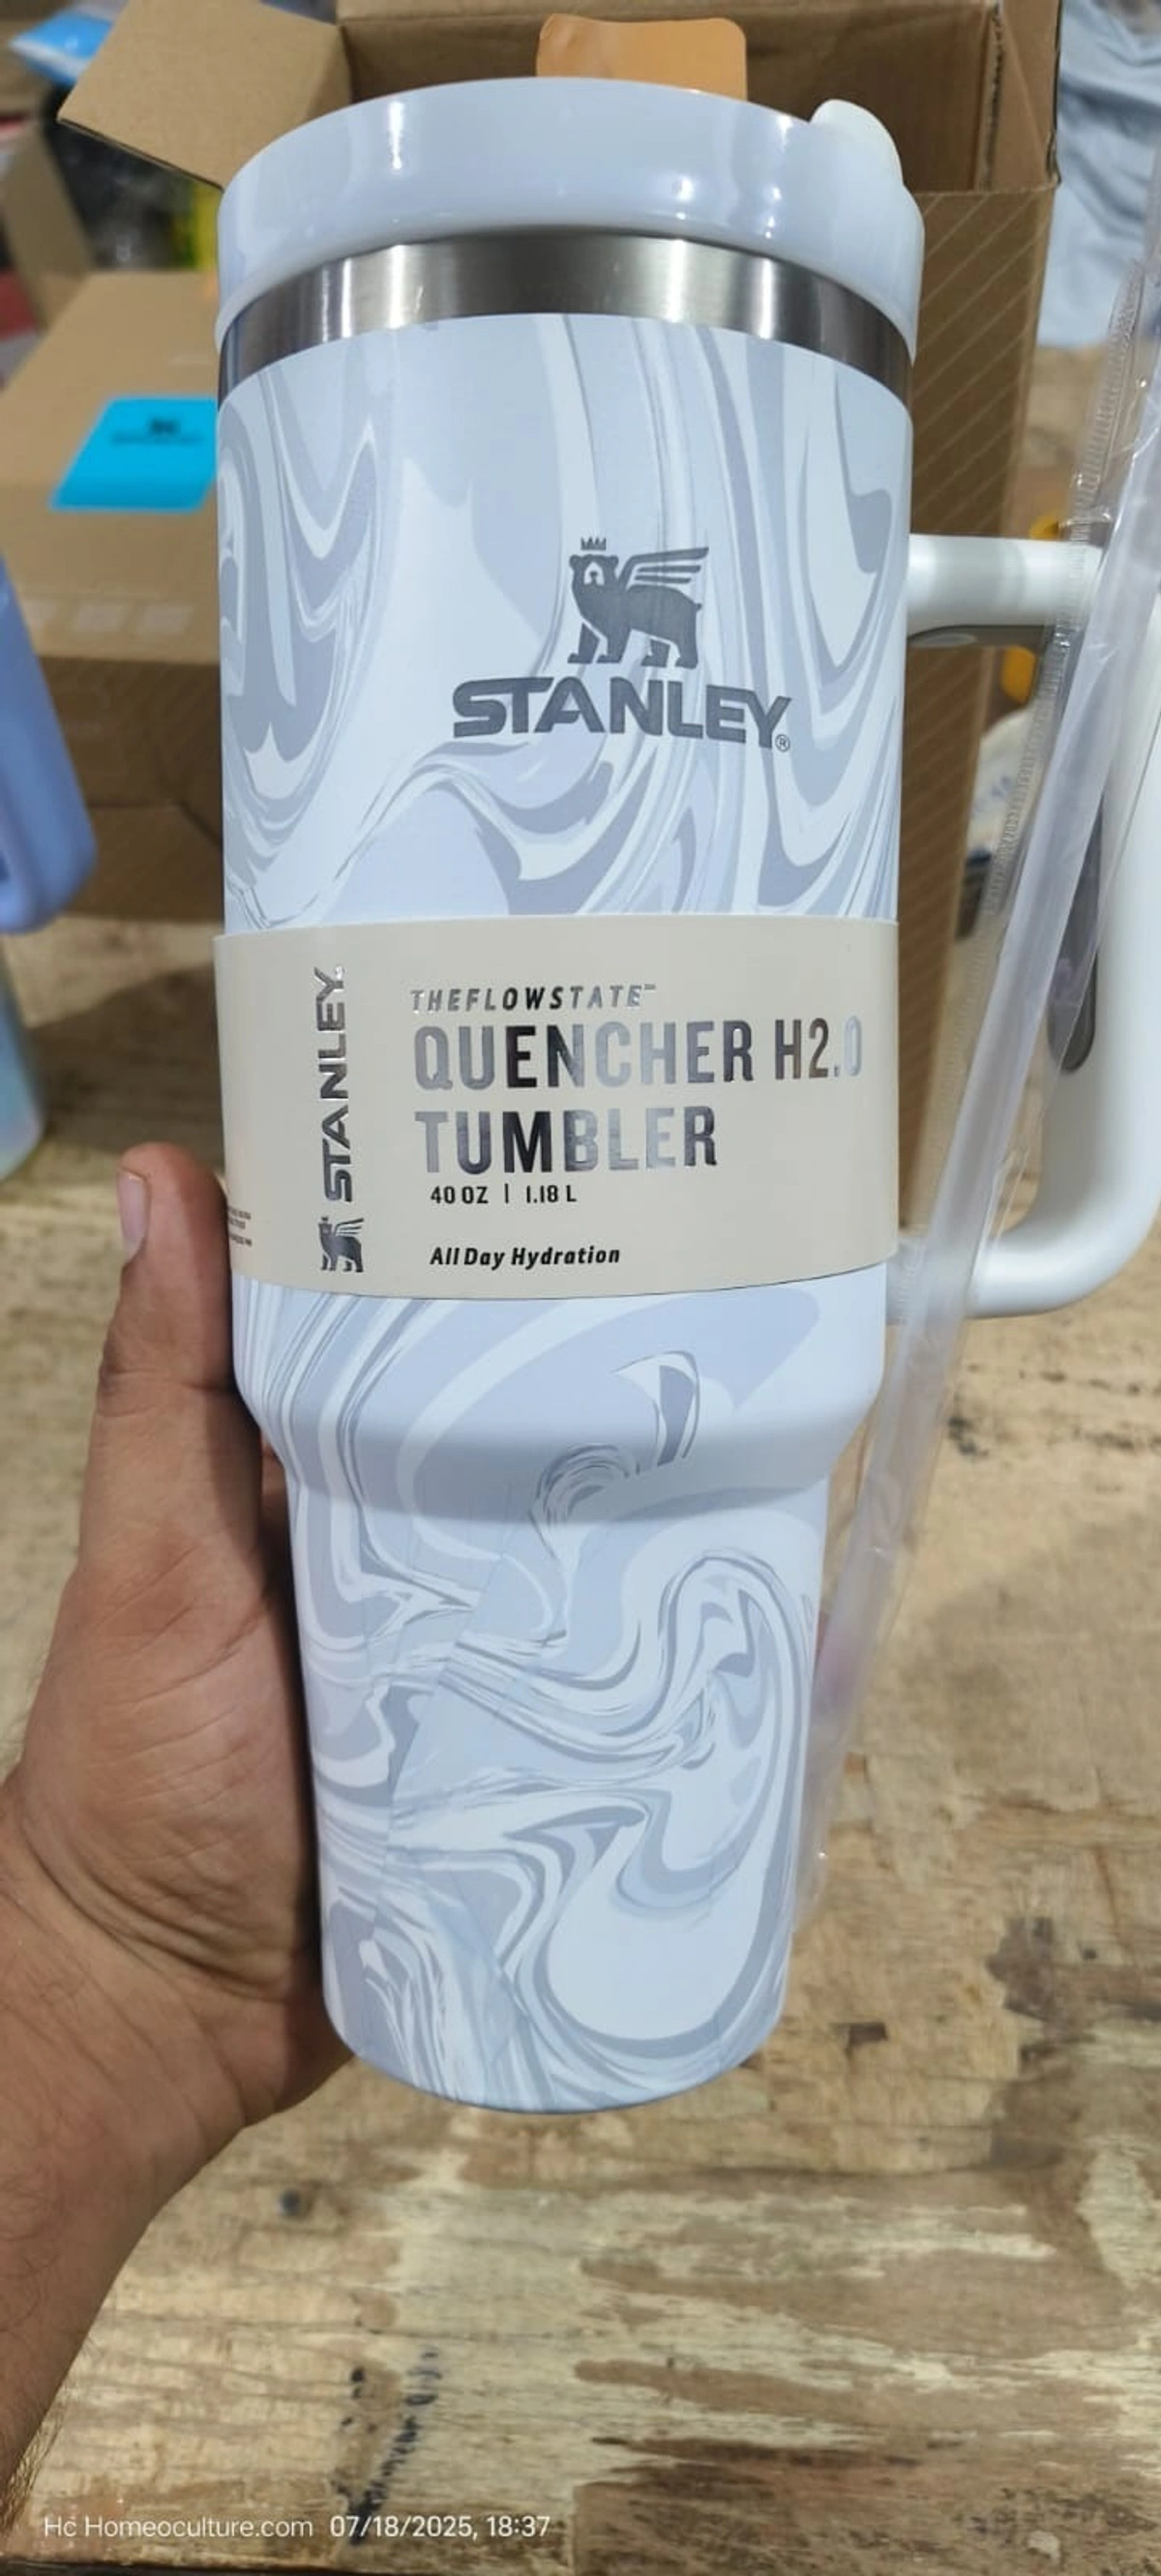 STANLEY®
STANLEY
THEFLOWSTATE™
QUENCHER H2.0
TUMBLER
40 OZ | 1.18 L
All Day Hydration
Hc Homeoculture.com 07/18/2025, 18:37